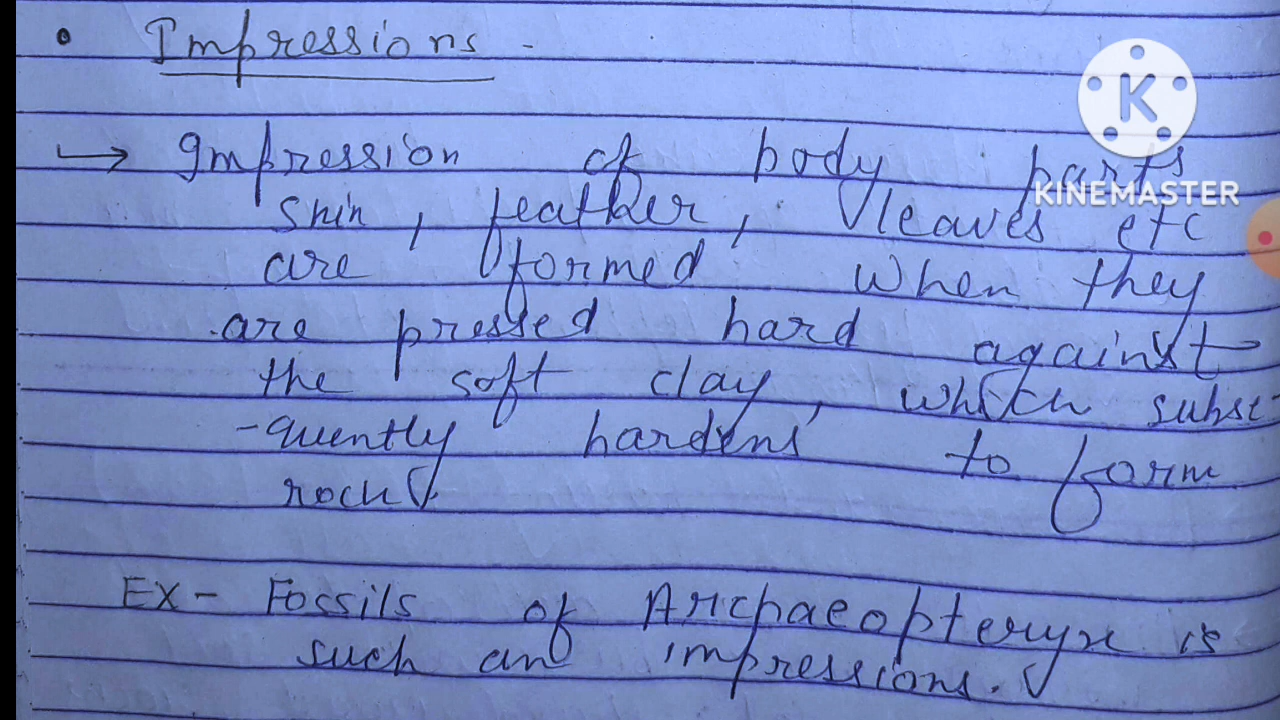 • Impressions -
→ Impression of body parts
skin, feather, leaves etc
are formed when they
are pressed hard against
the soft clay, which subse-
-quently hardens to form
rock.
EX - Fossils of Archaeopteryx is
such an impressions.
K
KINEMASTER